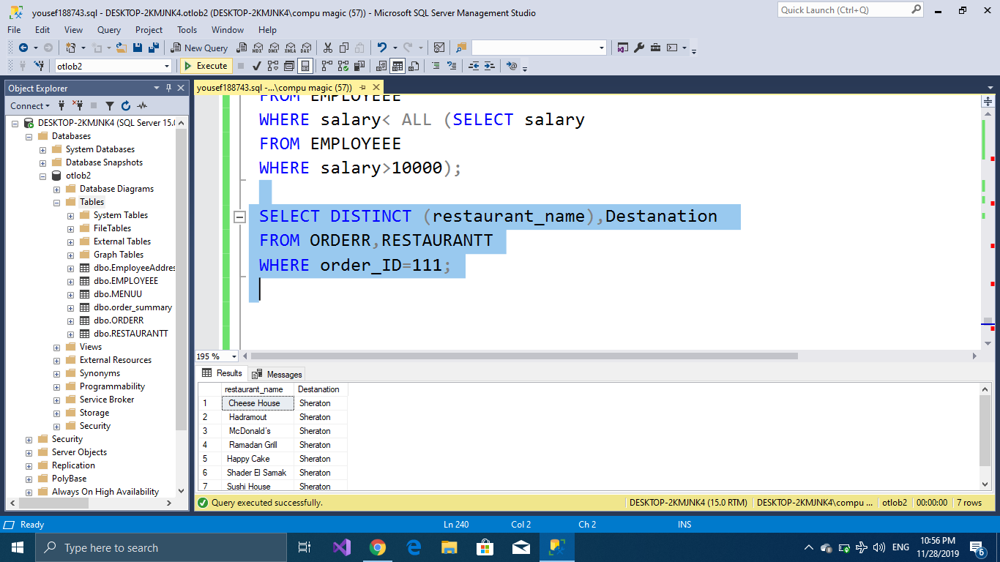 yousef188743.sql - DESKTOP-2KMJNK4.otlob2 (DESKTOP-2KMJNK4\compu magic (57)) - Microsoft SQL Server Management Studio
Quick Launch (Ctrl+Q)
File Edit View Query Project Tools Window Help
New Query
MDX DMX XMLA DAX
otlob2
Execute
Object Explorer
yousef188743.sql -...\compu magic (57))
Connect
DESKTOP-2KMJNK4 (SQL Server 15.(
Databases
System Databases
Database Snapshots
otlob2
Database Diagrams
Tables
System Tables
FileTables
External Tables
Graph Tables
dbo.EmployeeAddres
dbo.EMPLOYEEE
dbo.MENUU
dbo.order_summary
dbo.ORDERR
dbo.RESTAURANTT
Views
External Resources
Synonyms
Programmability
Service Broker
Storage
Security
Security
Server Objects
Replication
PolyBase
Always On High Availability
FROM EMPLOYEEE
WHERE salary< ALL (SELECT salary
FROM EMPLOYEEE
WHERE salary>10000);
SELECT DISTINCT (restaurant_name),Destanation
FROM ORDERR,RESTAURANTT
WHERE order_ID=111;
195 %
Results Messages
restaurant_name Destanation
1 Cheese House Sheraton
2 Hadramout Sheraton
3 McDonald's Sheraton
4 Ramadan Grill Sheraton
5 Happy Cake Sheraton
6 Shader El Samak Sheraton
7 Sushi House Sheraton
Query executed successfully.
DESKTOP-2KMJNK4 (15.0 RTM) DESKTOP-2KMJNK4\compu ... otlob2 00:00:00 7 rows
Ready Ln 240 Col 2 Ch 2 INS
Type here to search
ENG
10:56 PM
11/28/2019
6